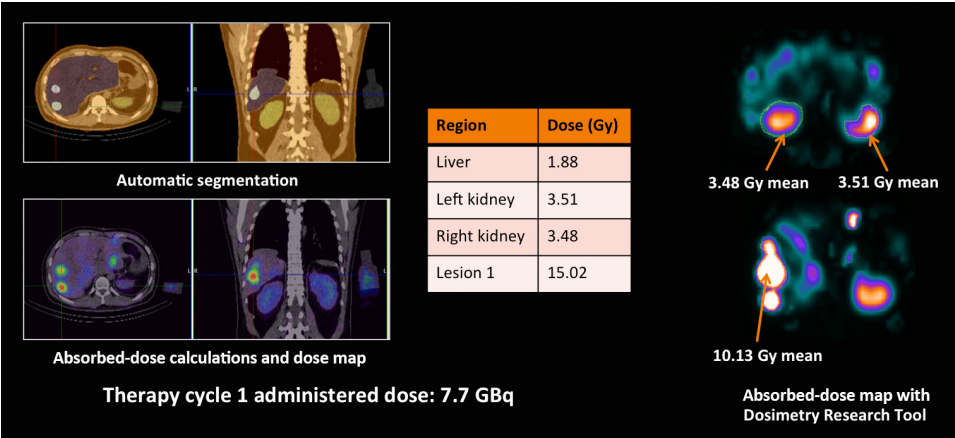 Automatic segmentation
Absorbed-dose calculations and dose map
Therapy cycle 1 administered dose: 7.7 GBq
Region Dose (Gy)
Liver 1.88
Left kidney 3.51
Right kidney 3.48
Lesion 1 15.02
3.48 Gy mean 3.51 Gy mean
10.13 Gy mean
Absorbed-dose map with
Dosimetry Research Tool